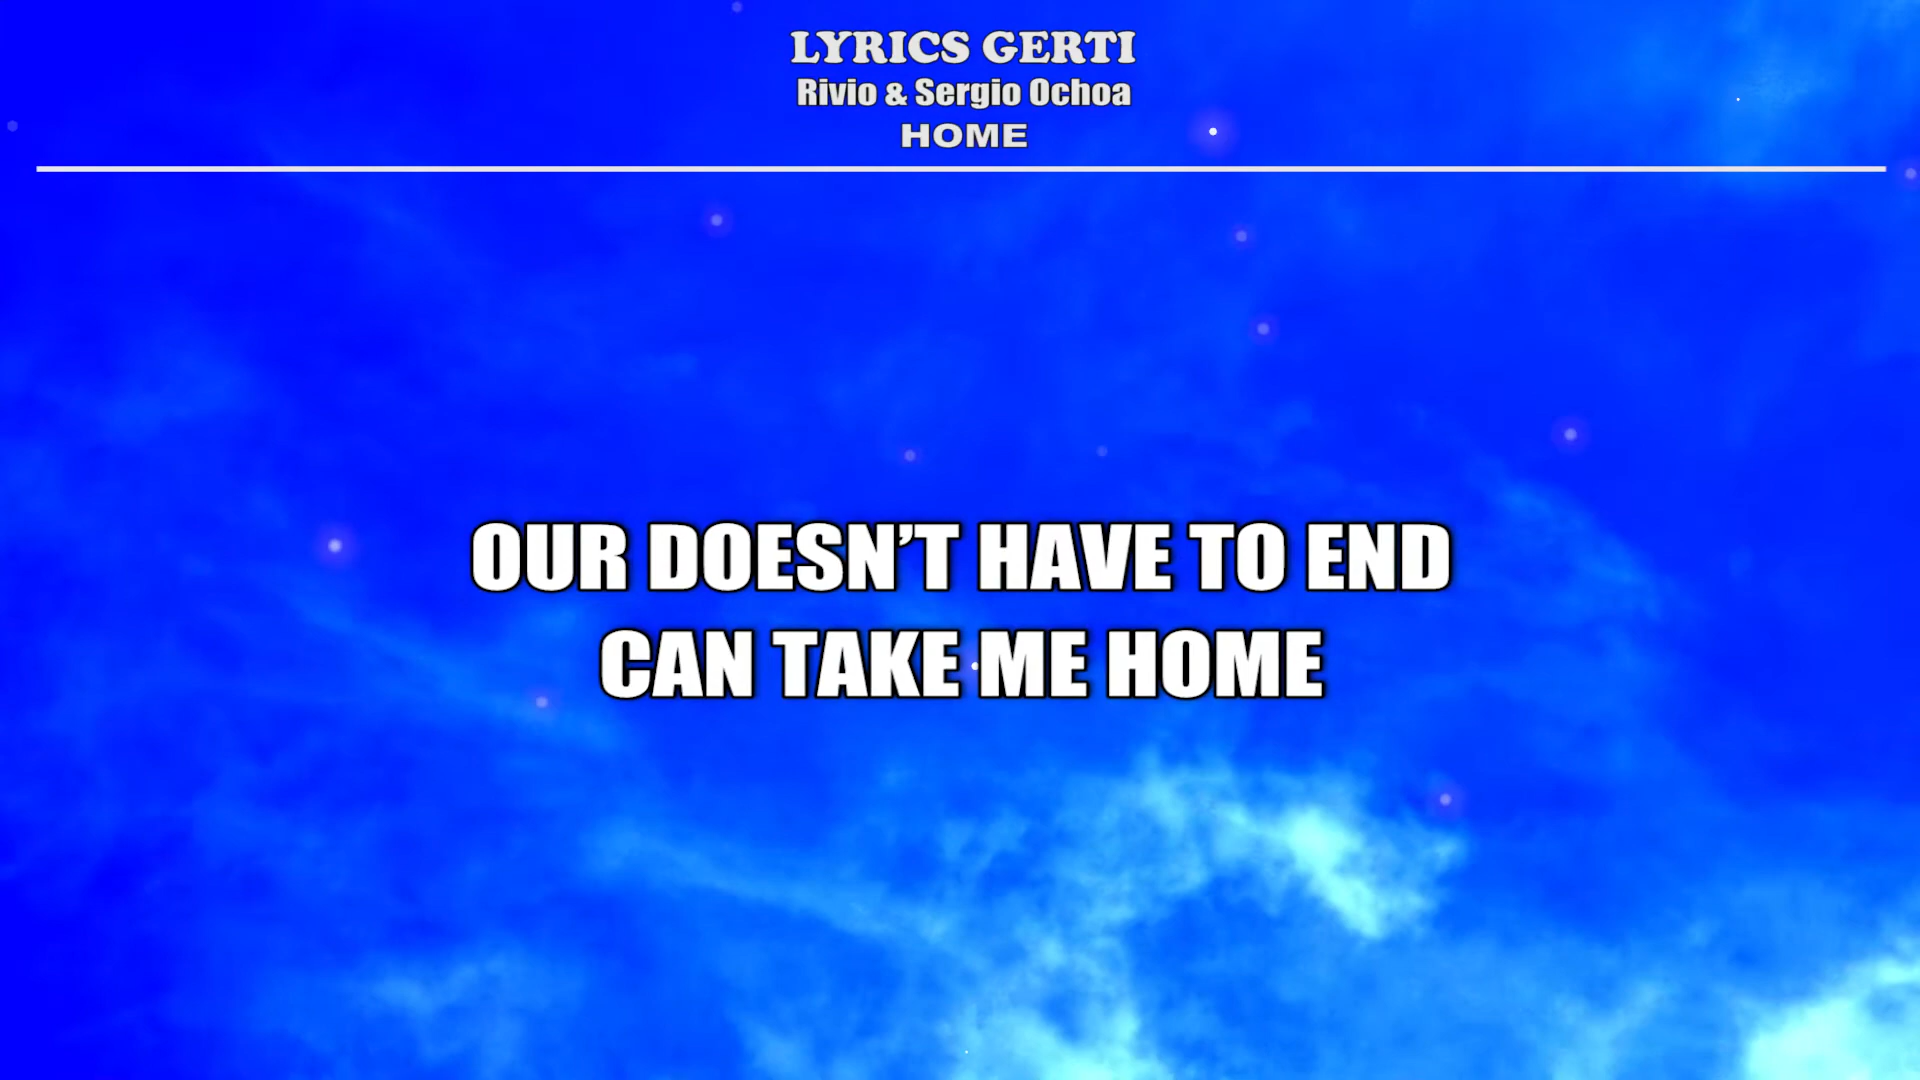 LYRICS GERTI
Rivio & Sergio Ochoa
HOME
OUR DOESN’T HAVE TO END
CAN TAKE ME HOME